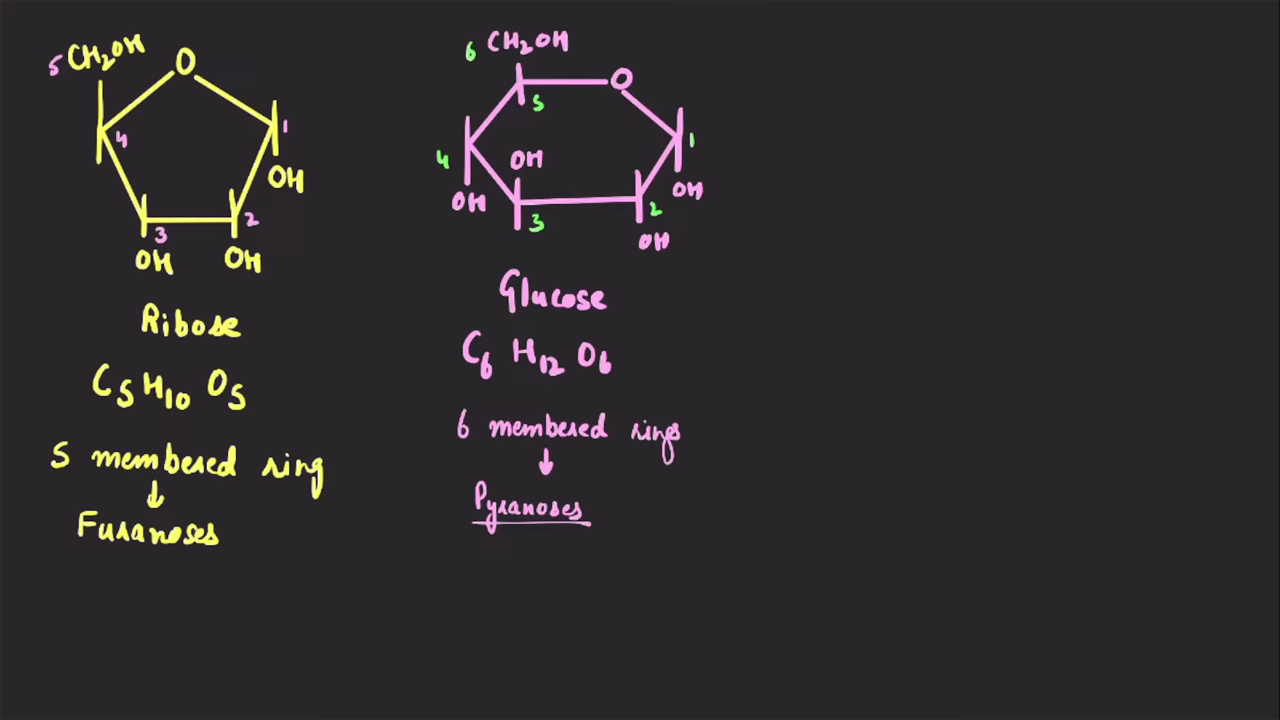 5 CH2OH
O
4
1
OH
3
2
OH
OH
Ribose
C5 H10 O5
5 membered ring
↓
Furanoses
6 CH2OH
O
5
4
1
OH
OH
OH
3
2
OH
Glucose
C6 H12 O6
6 membered rings
↓
Pyranoses